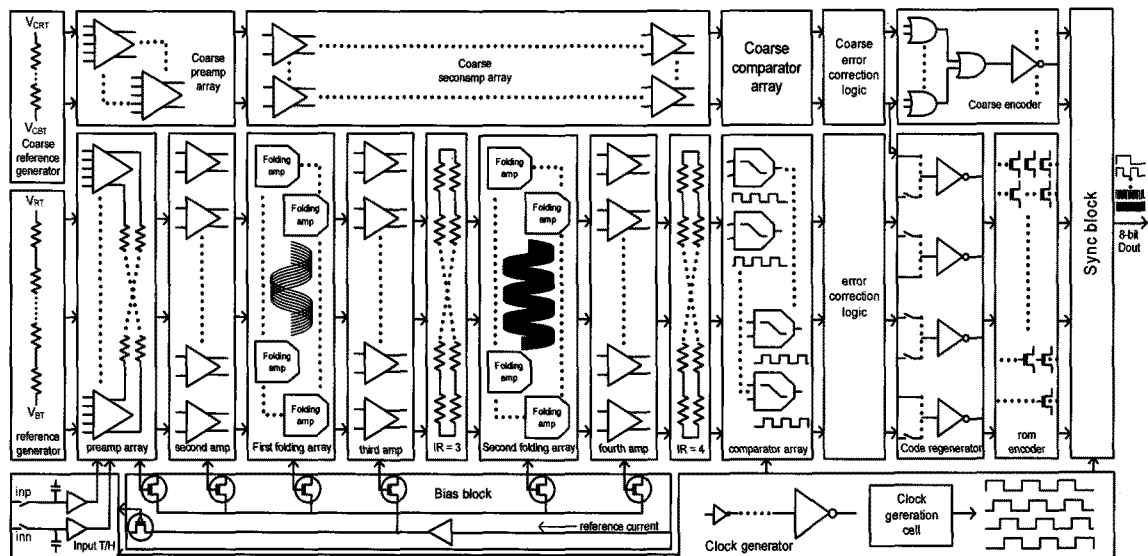 VCRT
VCBT
Coarse
reference
generator
Coarse
preamp
array
Coarse
seconamp array
Coarse
comparator
array
Coarse
error
correction
logic
Coarse encoder
Sync block
8-bit
Dout
VRT
VBT
reference
generator
preamp array
second amp
Folding
amp
Folding
amp
Folding
amp
Folding
amp
First folding array
third amp
IR = 3
Folding
amp
Folding
amp
Folding
amp
Folding
amp
Second folding array
fourth amp
IR = 4
comparator array
error
correction
logic
Code regenerator
rom
encoder
inp
inn
Input T/H
Bias block
reference current
Clock generator
Clock
gereration
cell